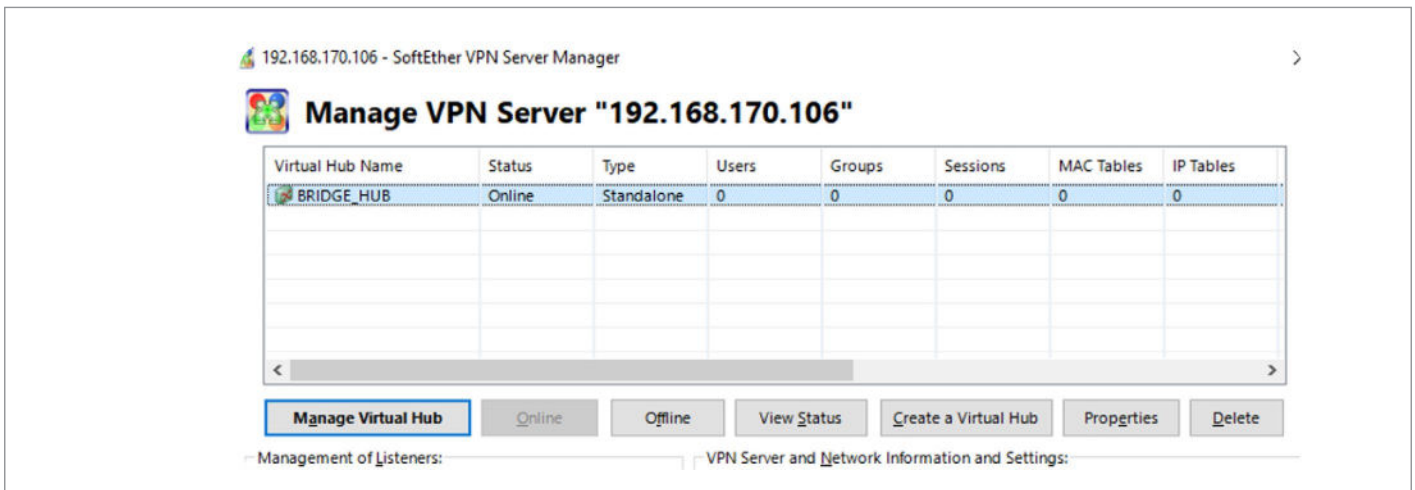 192.168.170.106 - SoftEther VPN Server Manager
Manage VPN Server "192.168.170.106"
Virtual Hub Name Status Type Users Groups Sessions MAC Tables IP Tables
BRIDGE_HUB Online Standalone 0 0 0 0 0
Manage Virtual Hub Online Offline View Status Create a Virtual Hub Properties Delete
Management of Listeners: VPN Server and Network Information and Settings: